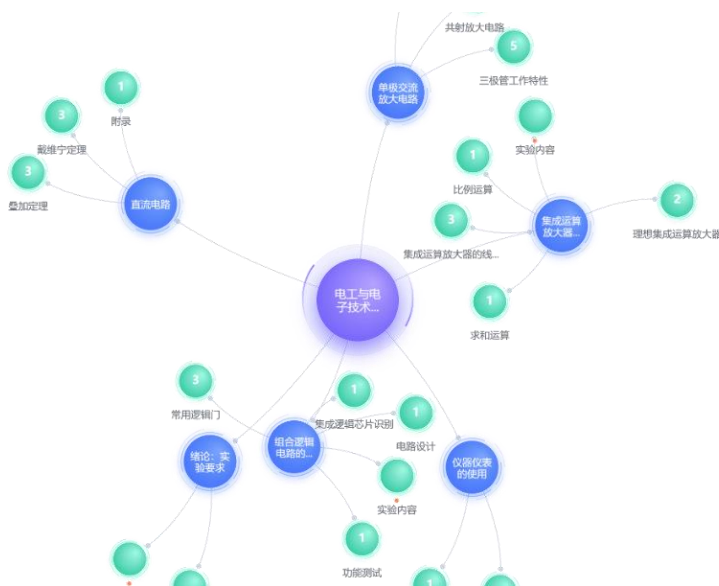 共射放大电路
5
三极管工作特性
单极交流
放大电路
1
附录
3
戴维宁定理
3
叠加定理
直流电路
实验内容
1
比例运算
3
集成运算放大器的线...
集成运算
放大器...
2
理想集成运算放大器
1
求和运算
电工与电
子技术...
3
常用逻辑门
1
集成逻辑芯片识别
1
电路设计
组合逻辑
电路的...
绪论：实
验要求
仪器仪表
的使用
实验内容
1
功能测试
1